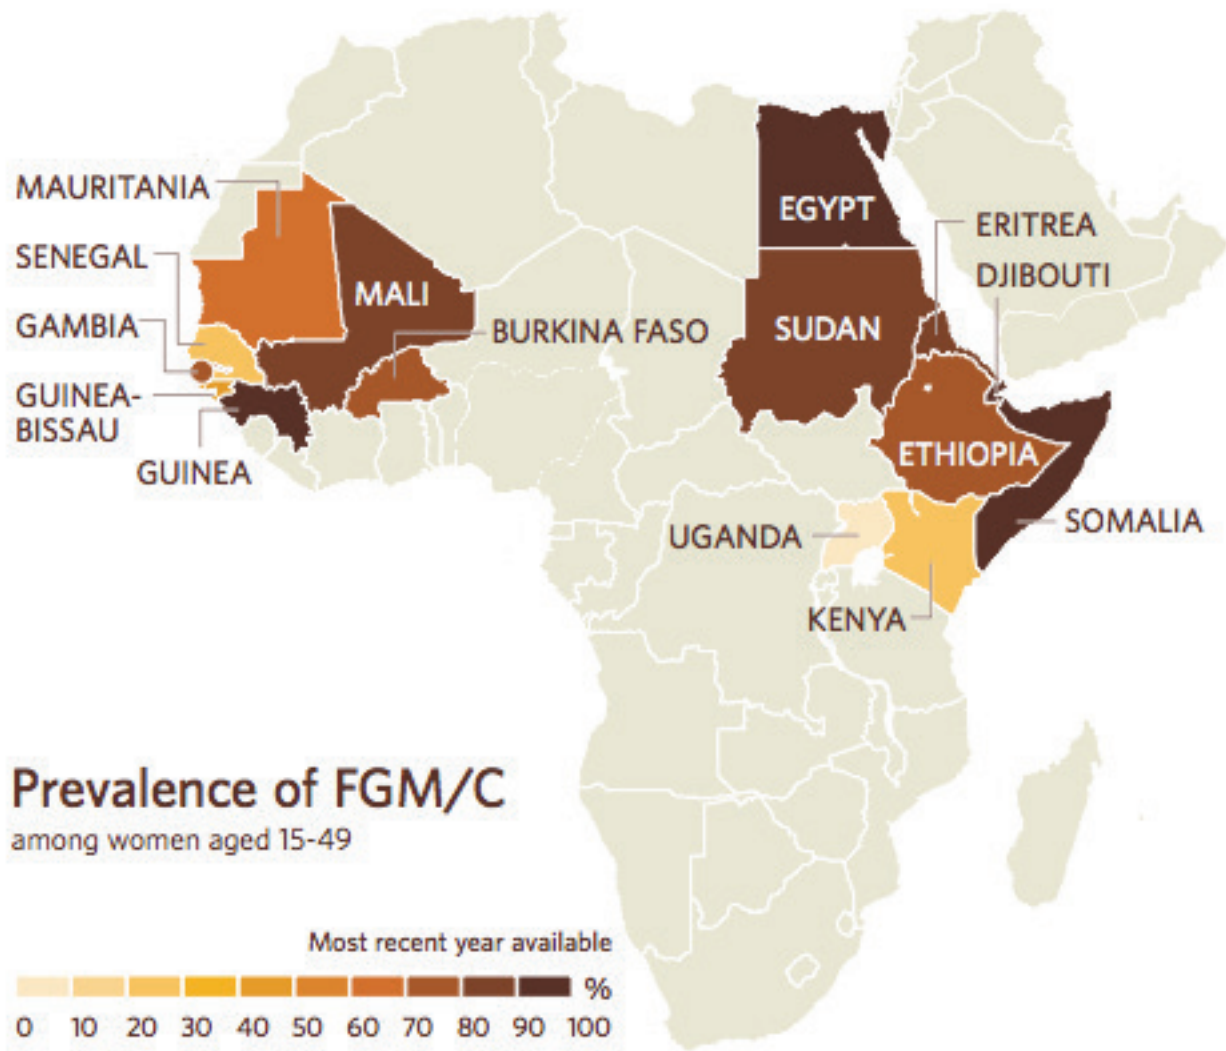 MAURITANIA
SENEGAL
GAMBIA
GUINEA-
BISSAU
GUINEA
MALI
BURKINA FASO
EGYPT
SUDAN
ERITREA
DJIBOUTI
ETHIOPIA
SOMALIA
UGANDA
KENYA
Prevalence of FGM/C
among women aged 15-49
Most recent year available
%
0 10 20 30 40 50 60 70 80 90 100